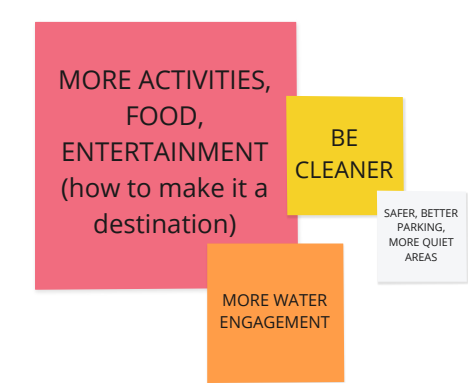 MORE ACTIVITIES,
FOOD,
ENTERTAINMENT
(how to make it a
destination)
BE
CLEANER
SAFER, BETTER
PARKING,
MORE QUIET
AREAS
MORE WATER
ENGAGEMENT